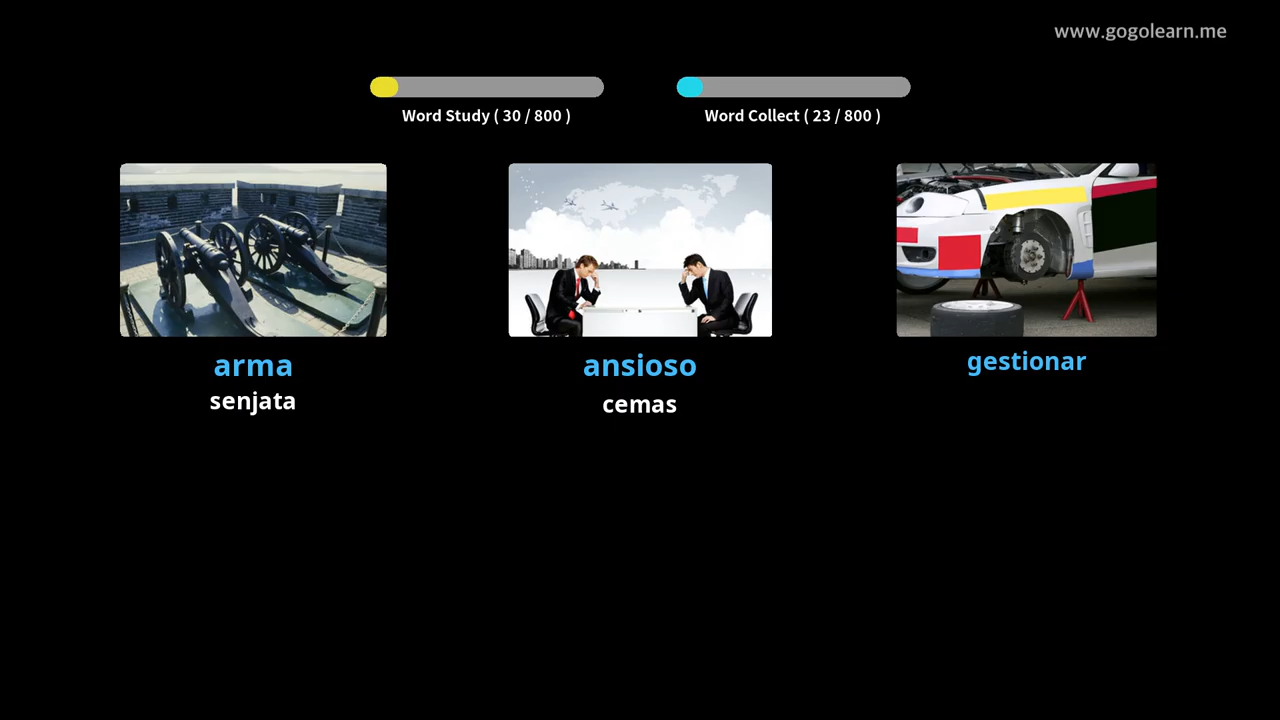 www.gogolearn.me
Word Study ( 30 / 800 )
Word Collect ( 23 / 800 )
arma
senjata
ansioso
cemas
gestionar